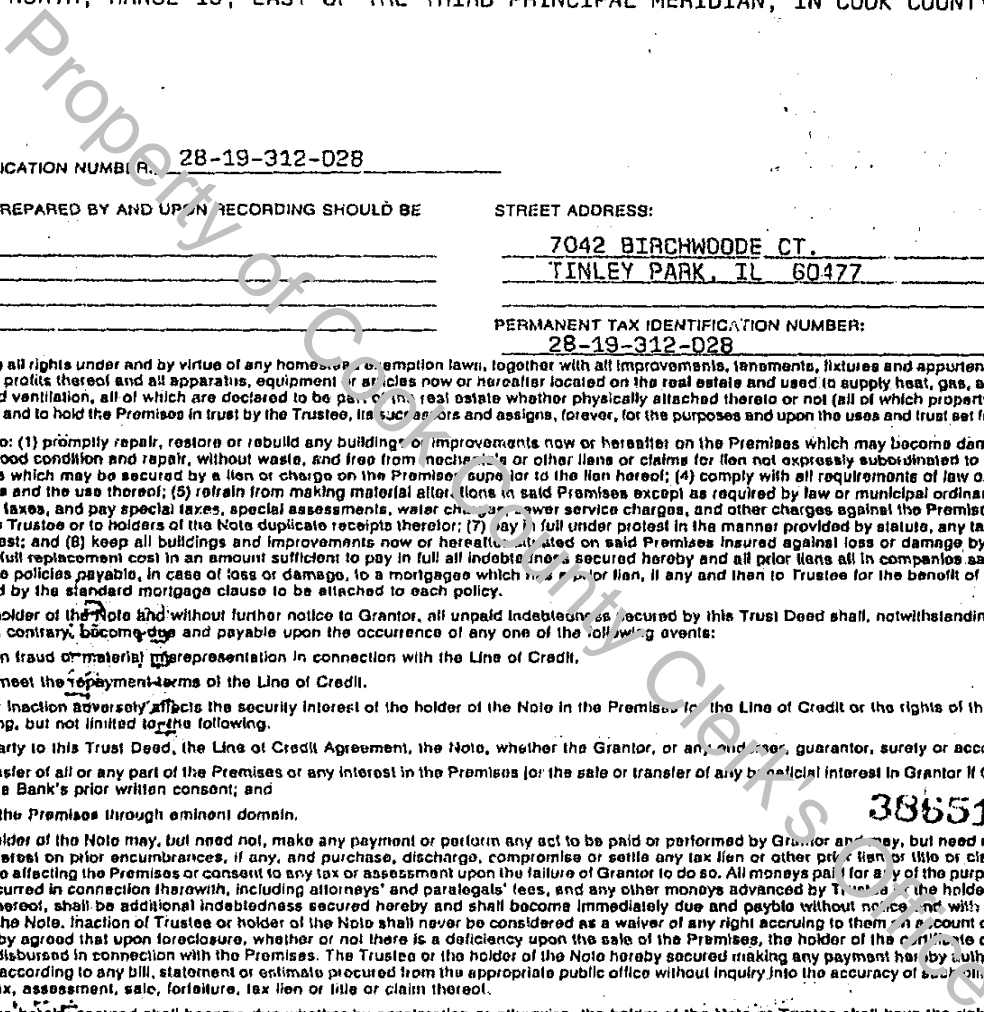 NORTH, RANGE 13, EAST OF THE THIRD PRINCIPAL MERIDIAN, IN COOK COUNTY
Property of Cook County Clerk's Office
ICATION NUMBER. 28-19-312-028
REPARED BY AND UPON RECORDING SHOULD BE
STREET ADDRESS:
7042 BIRCHWOODE CT.
TINLEY PARK, IL 60477
PERMANENT TAX IDENTIFICATION NUMBER:
28-19-312-028
all rights under and by virtue of any homestead exemption laws, together with all improvements, tenements, fixtures and appurten
profits thereof and all apparatus, equipment or articles now or hereafter located on the real estate and used to supply heat, gas, a
d ventilation, all of which are declared to be part of the real estate whether physically attached thereto or not (all of which propert
and to hold the Premises in trust by the Trustee, its successors and assigns, forever, for the purposes and upon the uses and trust set f
o: (1) promptly repair, restore or rebuild any buildings or improvements now or hereafter on the Premises which may become dam
ood condition and repair, without waste, and free from mechanic's or other liens or claims for lien not expressly subordinated to
s which may be secured by a lien or charge on the Premises superior to the lien hereof; (4) comply with all requirements of law o
s and the use thereof; (5) refrain from making material alterations in said Premises except as required by law or municipal ordinan
taxes, and pay special taxes, special assessments, water charges, sewer service charges, and other charges against the Premise
Trustee or to holders of the Note duplicate receipts therefor; (7) pay in full under protest in the manner provided by statute, any ta
est; and (8) keep all buildings and improvements now or hereafter situated on said Premises insured against loss or damage by
full replacement cost in an amount sufficient to pay in full all indebtedness secured hereby and all prior liens all in companies sa
e policies payable, in case of loss or damage, to a mortgagee which has a prior lien, if any and then to Trustee for the benefit of
d by the standard mortgage clause to be attached to each policy.
older of the Note and without further notice to Grantor, all unpaid indebtedness secured by this Trust Deed shall, notwithstandin
contrary, become due and payable upon the occurrence of any one of the following events:
n fraud or material misrepresentation in connection with the Line of Credit.
meet the repayment terms of the Line of Credit.
inaction adversely affects the security interest of the holder of the Note in the Premises for the Line of Credit or the rights of th
ng, but not limited to, the following.
arty to this Trust Deed, the Line of Credit Agreement, the Note, whether the Grantor, or any endorser, guarantor, surety or acco
sfer of all or any part of the Premises or any interest in the Premises (or the sale or transfer of any beneficial interest in Grantor if G
e Bank's prior written consent; and
the Premises through eminent domain.
38651
lder of the Note may, but need not, make any payment or perform any act to be paid or performed by Grantor and may, but need n
erest on prior encumbrances, if any, and purchase, discharge, compromise or settle any tax lien or other prior lien or title or cla
o affecting the Premises or consent to any tax or assessment upon the failure of Grantor to do so. All moneys paid for any of the purp
curred in connection therewith, including attorneys' and paralegals' fees, and any other moneys advanced by Trustee or the holde
ereof, shall be additional indebtedness secured hereby and shall become immediately due and payble without notice and with
he Note. Inaction of Trustee or holder of the Note shall never be considered as a waiver of any right accruing to them on account o
by agreed that upon foreclosure, whether or not there is a deficiency upon the sale of the Premises, the holder of the certificate o
disbursed in connection with the Premises. The Trustee or the holder of the Note hereby secured making any payment hereby auth
according to any bill, statement or estimate procured from the appropriate public office without inquiry into the accuracy of such bill
ax, assessment, sale, forfeiture, tax lien or title or claim thereof.